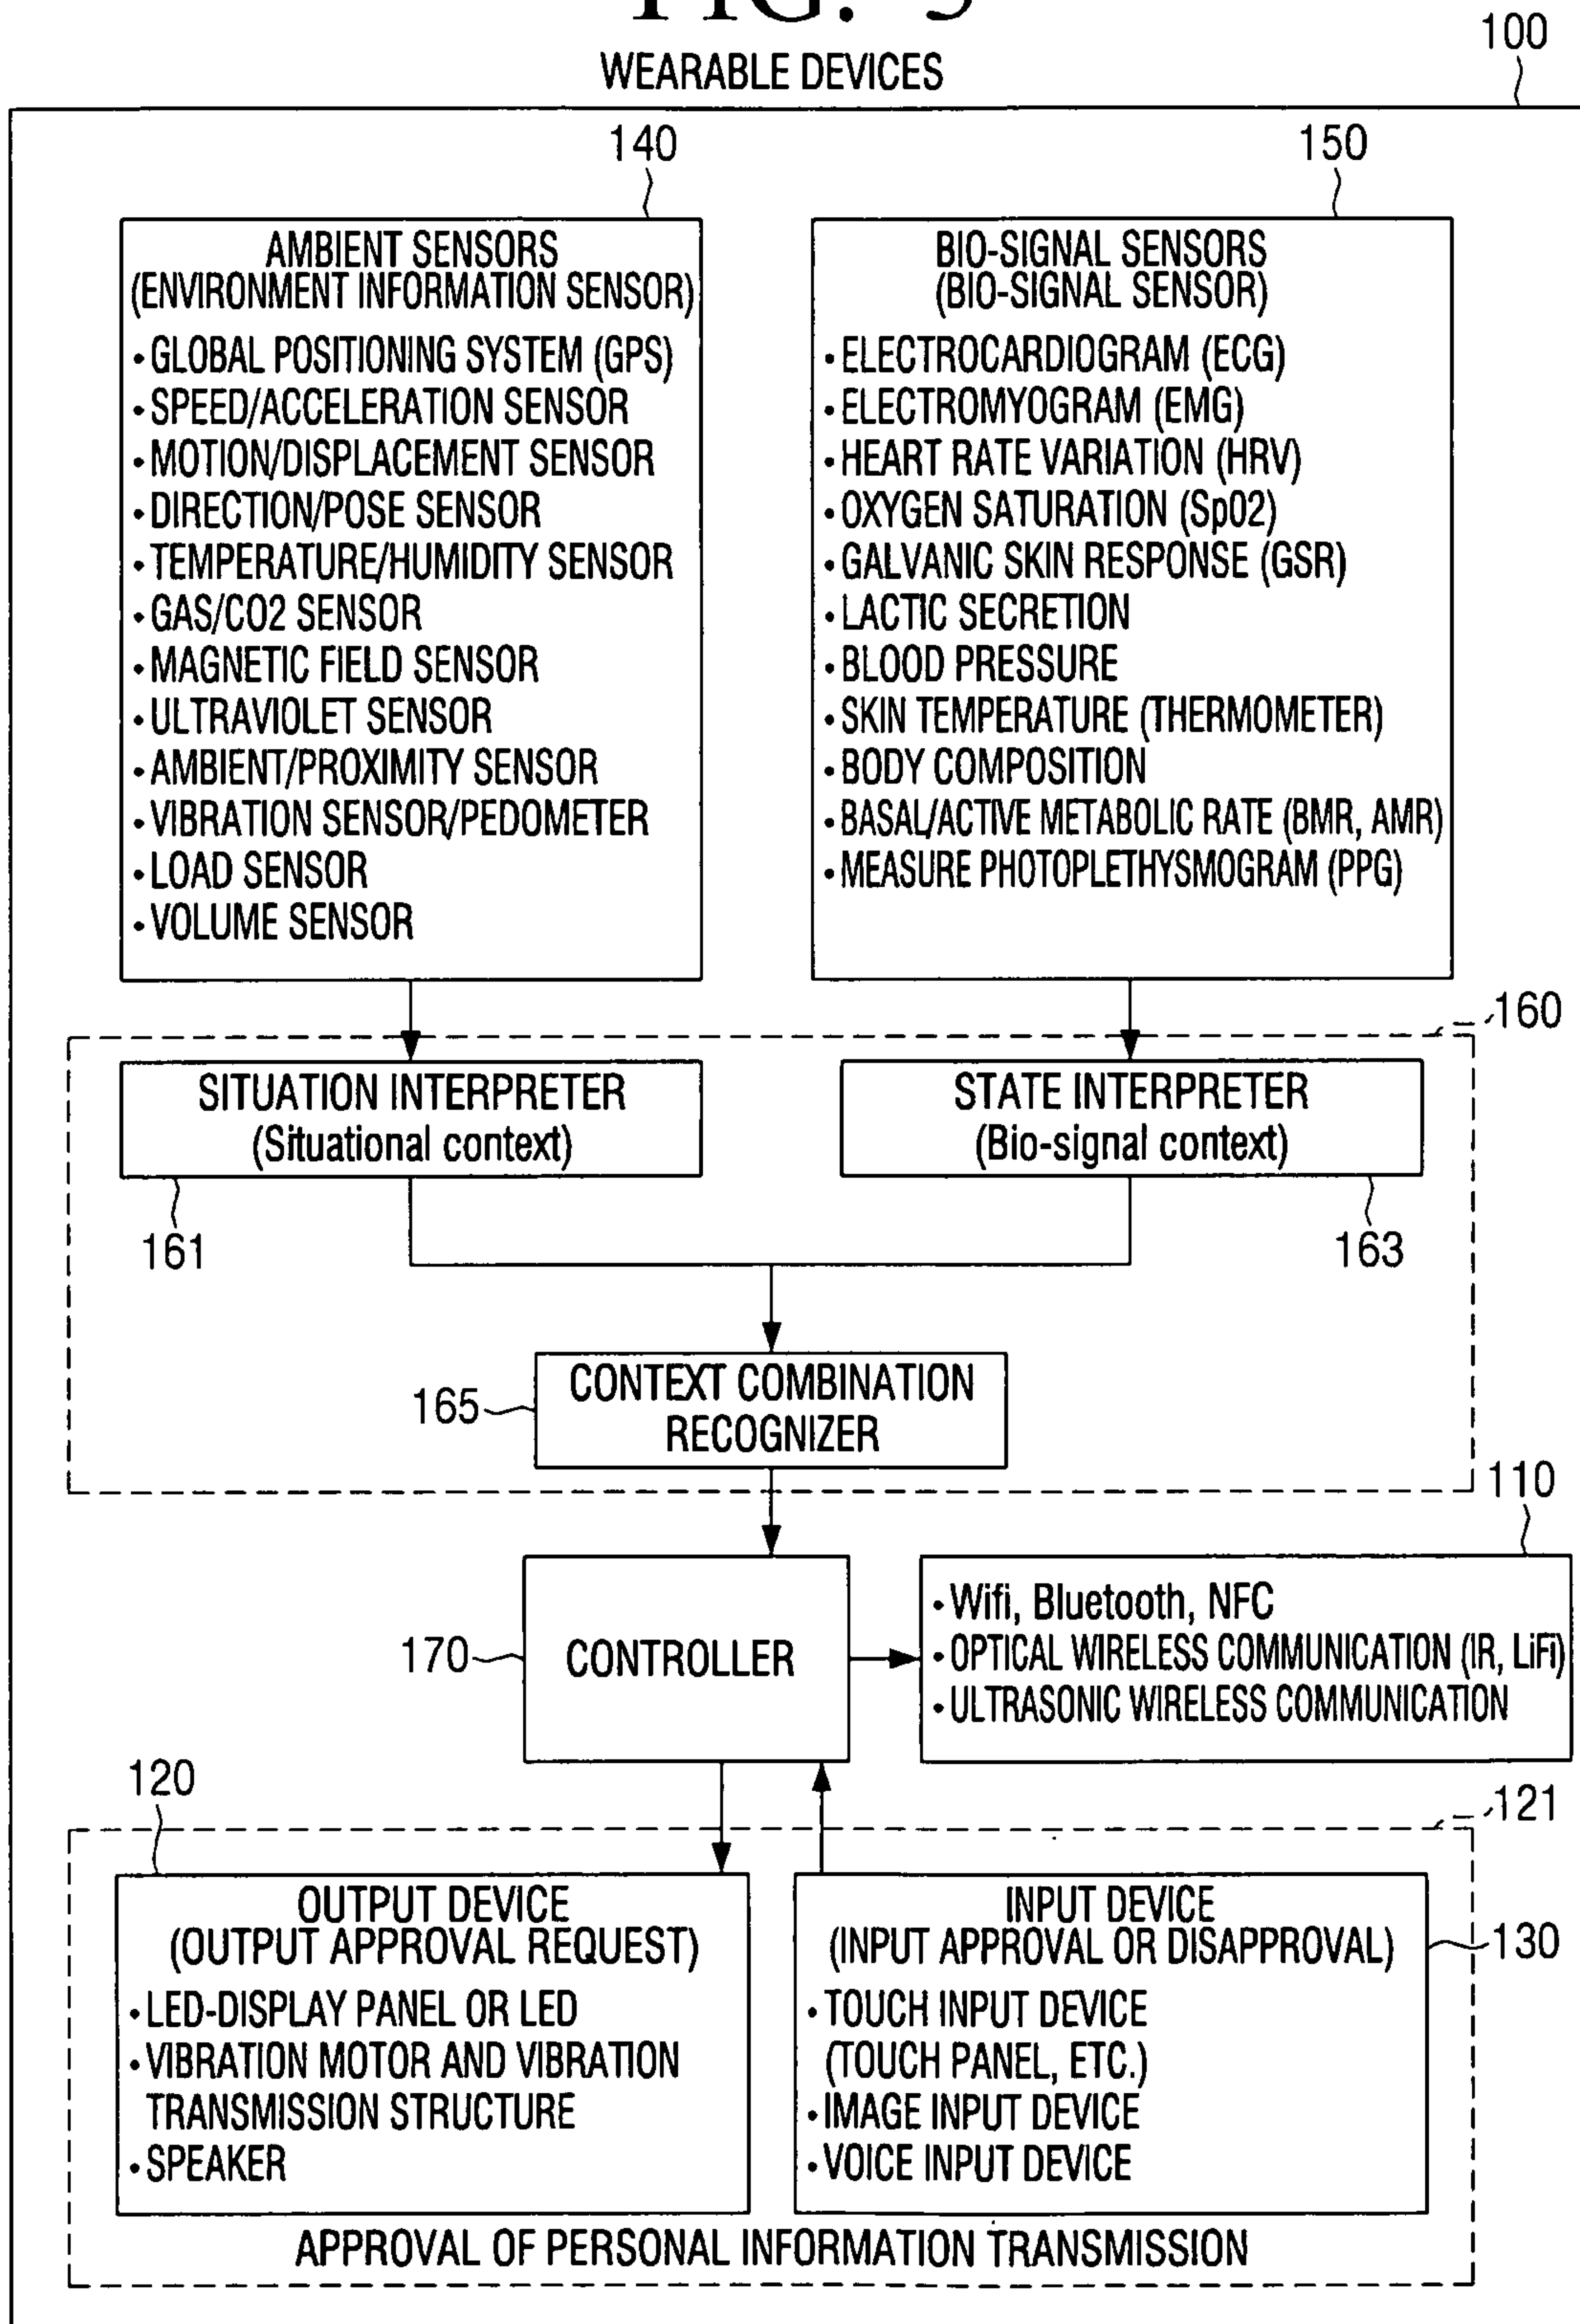 FIG. 5
WEARABLE DEVICES
100
140
150
AMBIENT SENSORS
(ENVIRONMENT INFORMATION SENSOR)
•GLOBAL POSITIONING SYSTEM (GPS)
•SPEED/ACCELERATION SENSOR
•MOTION/DISPLACEMENT SENSOR
•DIRECTION/POSE SENSOR
•TEMPERATURE/HUMIDITY SENSOR
•GAS/CO2 SENSOR
•MAGNETIC FIELD SENSOR
•ULTRAVIOLET SENSOR
•AMBIENT/PROXIMITY SENSOR
•VIBRATION SENSOR/PEDOMETER
•LOAD SENSOR
•VOLUME SENSOR
BIO-SIGNAL SENSORS
(BIO-SIGNAL SENSOR)
•ELECTROCARDIOGRAM (ECG)
•ELECTROMYOGRAM (EMG)
•HEART RATE VARIATION (HRV)
•OXYGEN SATURATION (SpO2)
•GALVANIC SKIN RESPONSE (GSR)
•LACTIC SECRETION
•BLOOD PRESSURE
•SKIN TEMPERATURE (THERMOMETER)
•BODY COMPOSITION
•BASAL/ACTIVE METABOLIC RATE (BMR, AMR)
•MEASURE PHOTOPLETHYSMOGRAM (PPG)
160
SITUATION INTERPRETER
(Situational context)
STATE INTERPRETER
(Bio-signal context)
161
163
165
CONTEXT COMBINATION
RECOGNIZER
110
170
CONTROLLER
•Wifi, Bluetooth, NFC
•OPTICAL WIRELESS COMMUNICATION (IR, LiFi)
•ULTRASONIC WIRELESS COMMUNICATION
120
121
OUTPUT DEVICE
(OUTPUT APPROVAL REQUEST)
•LED-DISPLAY PANEL OR LED
•VIBRATION MOTOR AND VIBRATION
TRANSMISSION STRUCTURE
•SPEAKER
INPUT DEVICE
(INPUT APPROVAL OR DISAPPROVAL)
•TOUCH INPUT DEVICE
(TOUCH PANEL, ETC.)
•IMAGE INPUT DEVICE
•VOICE INPUT DEVICE
130
APPROVAL OF PERSONAL INFORMATION TRANSMISSION